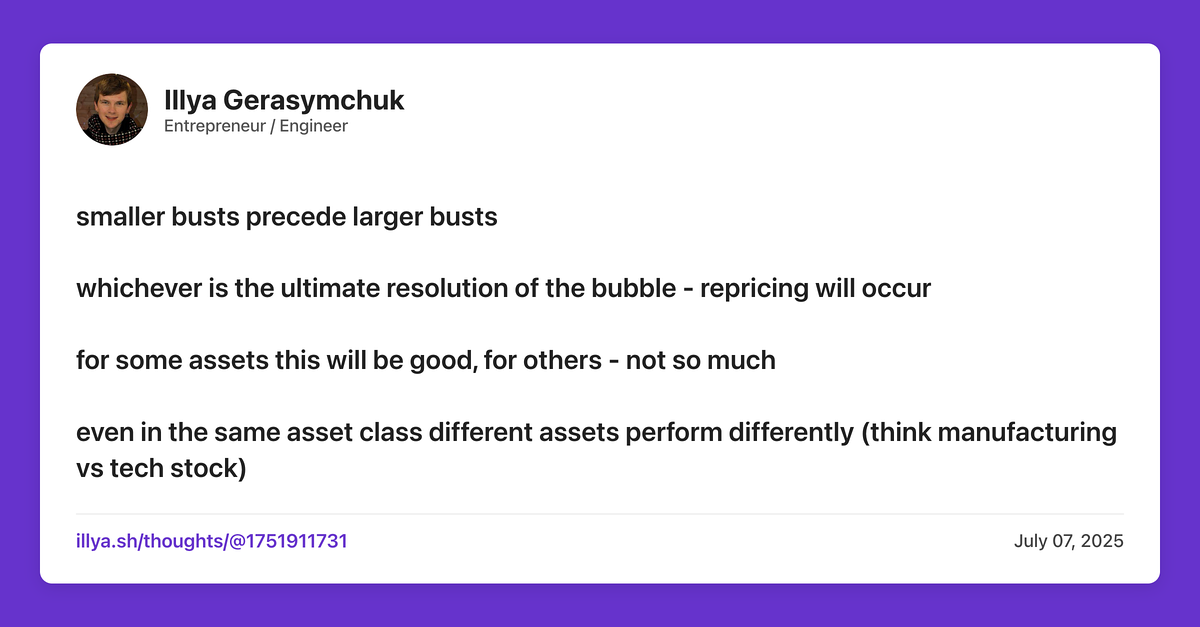 Illya Gerasymchuk
Entrepreneur / Engineer
smaller busts precede larger busts
whichever is the ultimate resolution of the bubble - repricing will occur
for some assets this will be good, for others - not so much
even in the same asset class different assets perform differently (think manufacturing
vs tech stock)
illya.sh/thoughts/@1751911731
July 07, 2025